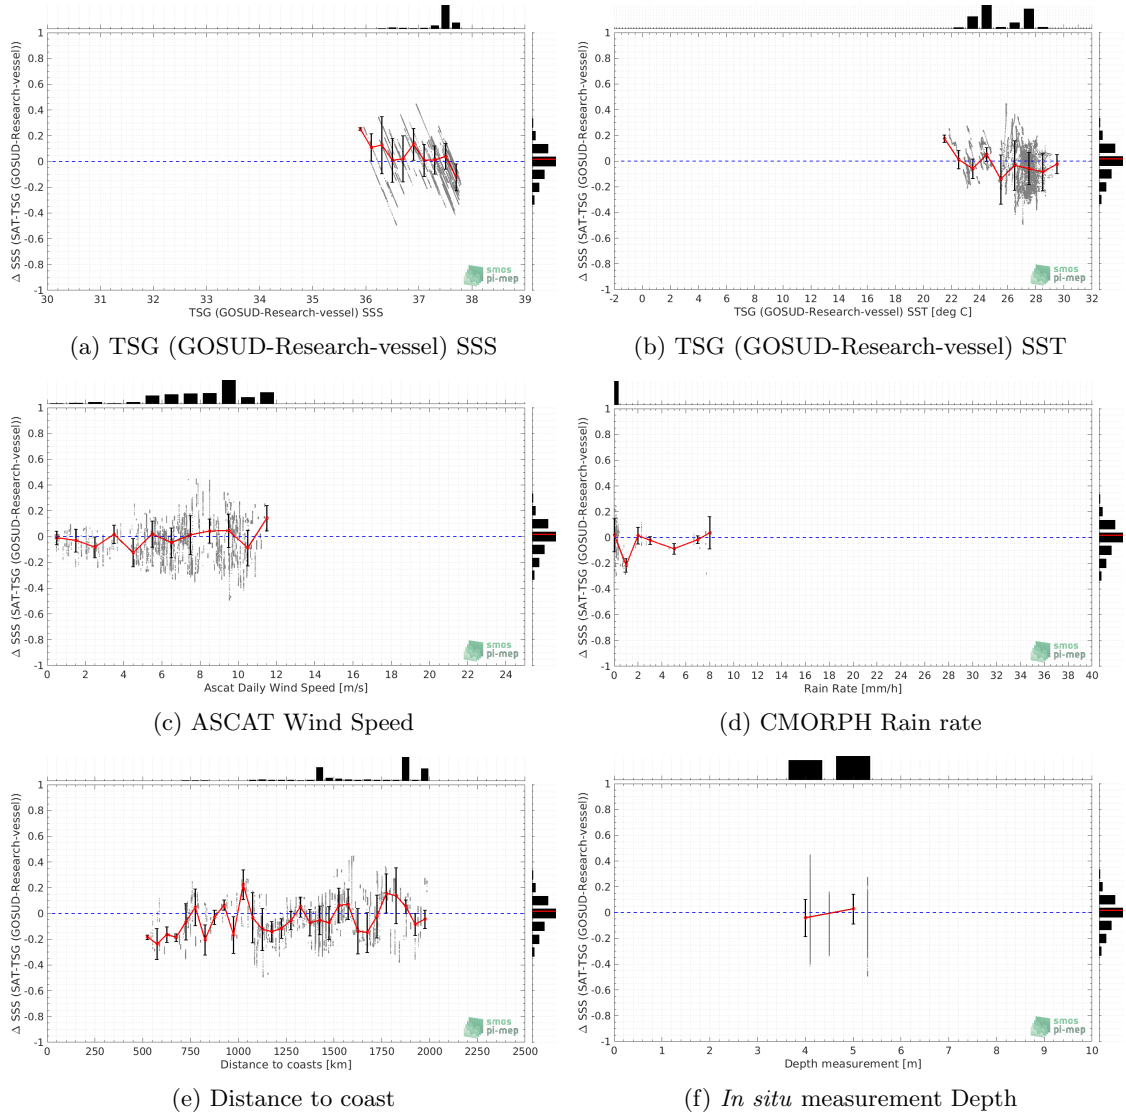 Δ SSS (SAT-TSG (GOSUD-Research-vessel))
1
0.8
0.6
0.4
0.2
0
-0.2
-0.4
-0.6
-0.8
-1
smos
pi-mep
30 31 32 33 34 35 36 37 38 39
TSG (GOSUD-Research-vessel) SSS
(a) TSG (GOSUD-Research-vessel) SSS
Δ SSS (SAT-TSG (GOSUD-Research-vessel))
1
0.8
0.6
0.4
0.2
0
-0.2
-0.4
-0.6
-0.8
-1
smos
pi-mep
-2 0 2 4 6 8 10 12 14 16 18 20 22 24 26 28 30 32
TSG (GOSUD-Research-vessel) SST [deg C]
(b) TSG (GOSUD-Research-vessel) SST
Δ SSS (SAT-TSG (GOSUD-Research-vessel))
1
0.8
0.6
0.4
0.2
0
-0.2
-0.4
-0.6
-0.8
-1
smos
pi-mep
0 2 4 6 8 10 12 14 16 18 20 22 24
Ascat Daily Wind Speed [m/s]
(c) ASCAT Wind Speed
Δ SSS (SAT-TSG (GOSUD-Research-vessel))
1
0.8
0.6
0.4
0.2
0
-0.2
-0.4
-0.6
-0.8
-1
smos
pi-mep
0 2 4 6 8 10 12 14 16 18 20 22 24 26 28 30 32 34 36 38 40
Rain Rate [mm/h]
(d) CMORPH Rain rate
Δ SSS (SAT-TSG (GOSUD-Research-vessel))
1
0.8
0.6
0.4
0.2
0
-0.2
-0.4
-0.6
-0.8
-1
smos
pi-mep
0 250 500 750 1000 1250 1500 1750 2000 2250 2500
Distance to coasts [km]
(e) Distance to coast
Δ SSS (SAT-TSG (GOSUD-Research-vessel))
1
0.8
0.6
0.4
0.2
0
-0.2
-0.4
-0.6
-0.8
-1
smos
pi-mep
0 1 2 3 4 5 6 7 8 9 10
Depth measurement [m]
(f) In situ measurement Depth